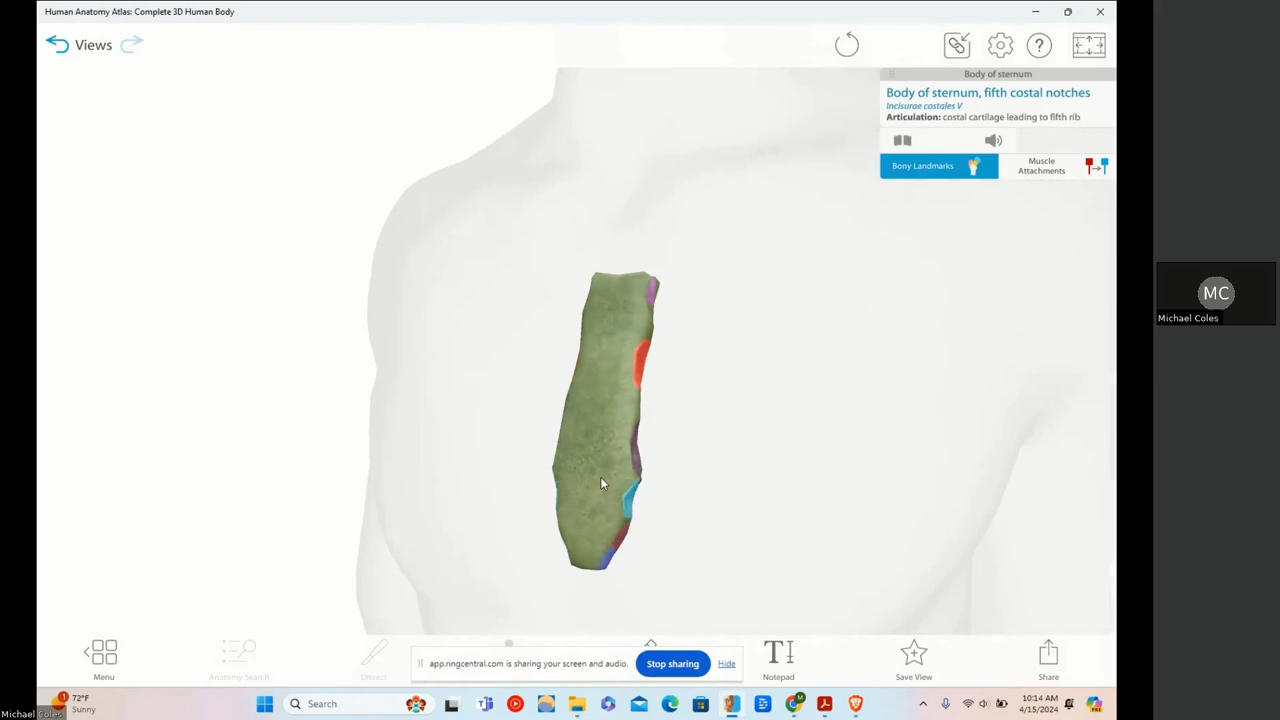 Human Anatomy Atlas: Complete 3D Human Body
Views
Body of sternum
Body of sternum, fifth costal notches
Incisurae costales V
Articulation: costal cartilage leading to fifth rib
Bony Landmarks
Muscle
Attachments
MC
Michael Coles
Menu
Anatomy Search
Dissect
app.ringcentral.com is sharing your screen and audio.
Stop sharing
Hide
T
Notepad
Save View
Share
1
72°F
Sunny
Search
M
PRE
10:14 AM
4/15/2024
Michael Coles